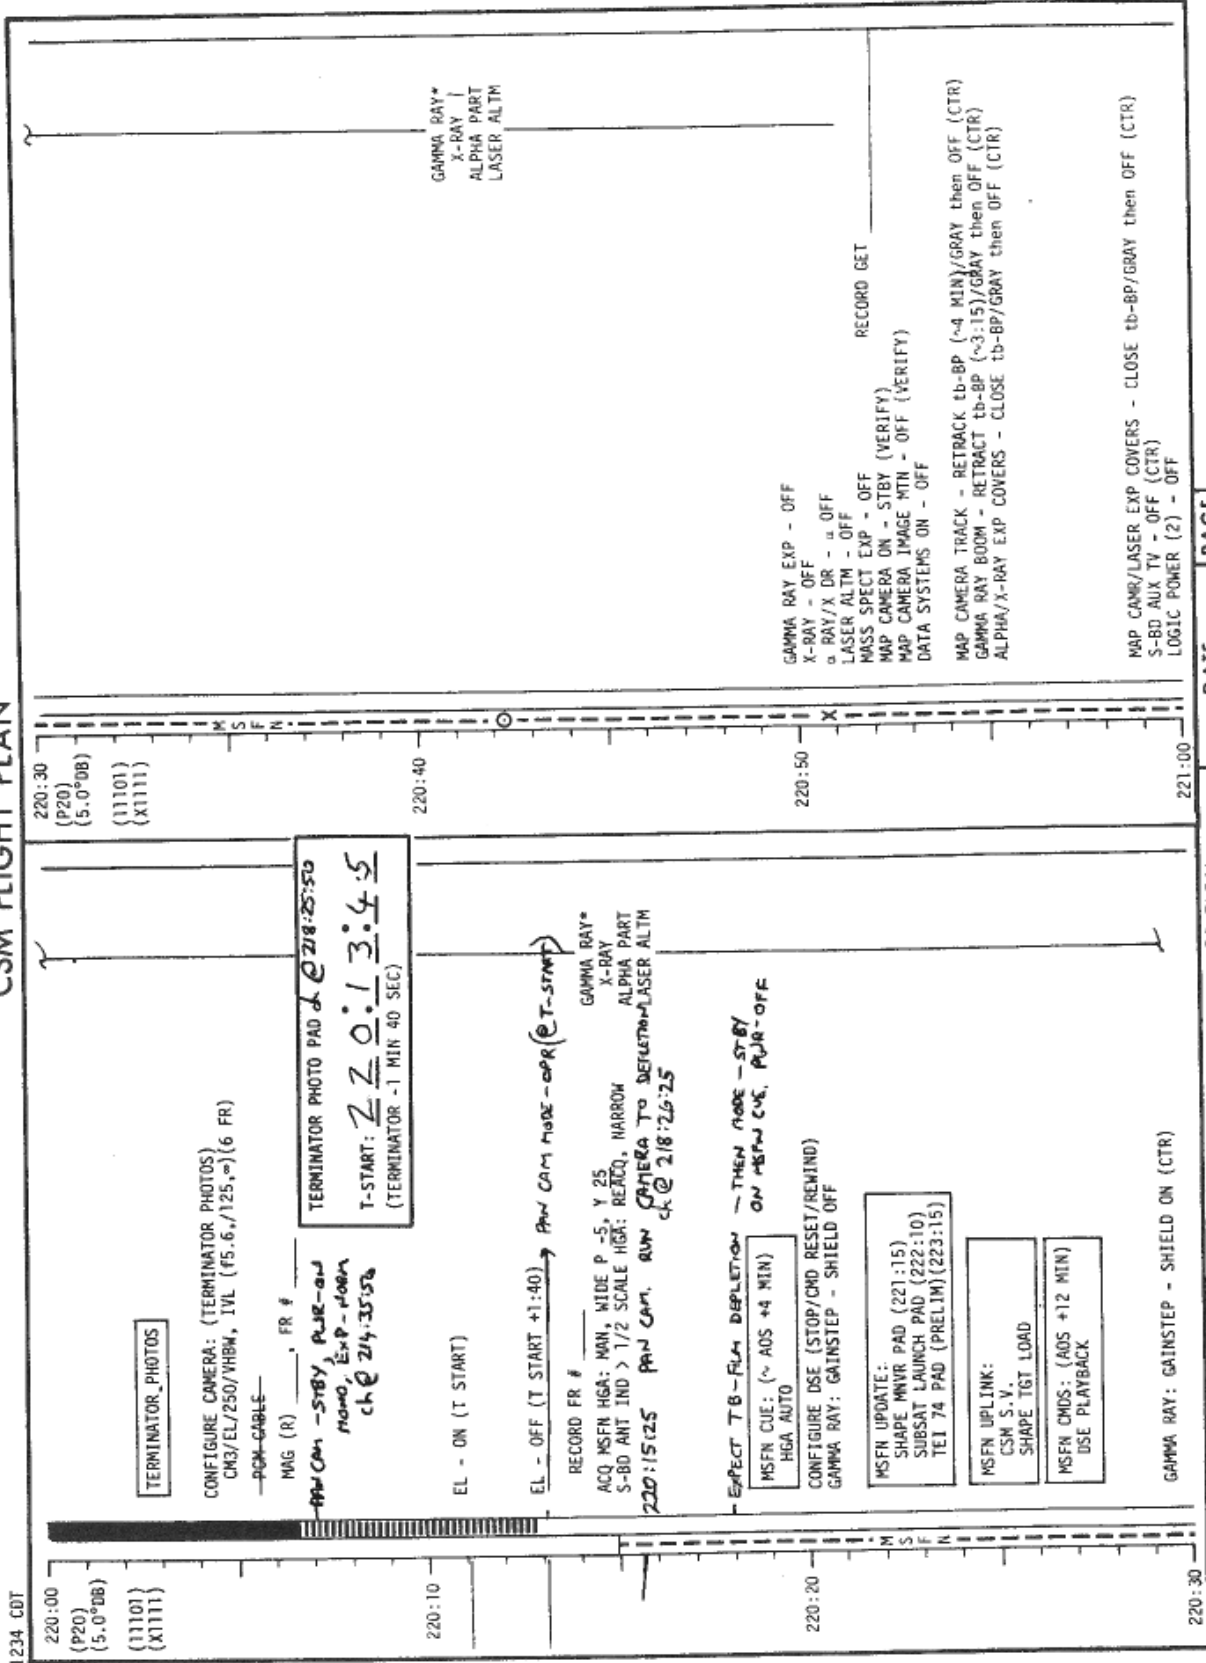 CSM FLIGHT PLAN
1234 CDT
220:00
(P20)
(5.0°DB)
(11101)
(X1111)
TERMINATOR PHOTOS
CONFIGURE CAMERA: (TERMINATOR PHOTOS)
CM3/EL/250/VHBW, IVL (f5.6,/125,∞)(6 FR)
PCM CABLE
MAG (R) ____, FR # ____
PAN CAM - STBY, PWR-ON
MONO, EXP-NORM
ch @ 214:35:50
TERMINATOR PHOTO PAD ch @ 218:25:50
T-START: 220:13:45
(TERMINATOR -1 MIN 40 SEC)
220:10
EL - ON (T START)
EL - OFF (T START +1:40) → PAN CAM MODE-OPR (@T-START)
RECORD FR # ____
GAMMA RAY*
X-RAY
ALPHA PART
LASER ALTM
ACQ MSFN HGA: MAN, WIDE P -5, Y 25
S-BD ANT IND > 1/2 SCALE HGA: REACQ, NARROW
220:15:25 PAN CAM. RUN CAMERA TO DEPLETION
ch @ 218:26:25
EXPECT TB-FILM DEPLETION - THEN MODE-STBY
ON MSFN CUE, PWR-OFF
MSFN CUE: (~ AOS +4 MIN)
HGA AUTO
220:20
CONFIGURE DSE (STOP/CMD RESET/REWIND)
GAMMA RAY: GAINSTEP - SHIELD OFF
MSFN
MSFN UPDATE:
SHAPE MNVR PAD (221:15)
SUBSAT LAUNCH PAD (222:10)
TEI 74 PAD (PRELIM)(223:15)
MSFN UPLINK:
CSM S.V.
SHAPE TGT LOAD
MSFN CMDS: (AOS +12 MIN)
DSE PLAYBACK
GAMMA RAY: GAINSTEP - SHIELD ON (CTR)
220:30
220:30
(P20)
(5.0°DB)
(11101)
(X1111)
MSFN
220:40
GAMMA RAY*
X-RAY
ALPHA PART
LASER ALTM
220:50
GAMMA RAY EXP - OFF
X-RAY - OFF
α RAY/X DR - α OFF
LASER ALTM - OFF
MASS SPECT EXP - OFF RECORD GET ____
MAP CAMERA ON - STBY (VERIFY)
MAP CAMERA IMAGE MTN - OFF (VERIFY)
DATA SYSTEMS ON - OFF
X
MAP CAMERA TRACK - RETRACK tb-BP (~4 MIN)/GRAY then OFF (CTR)
GAMMA RAY BOOM - RETRACT tb-BP (~3:15)/GRAY then OFF (CTR)
ALPHA/X-RAY EXP COVERS - CLOSE tb-BP/GRAY then OFF (CTR)
MAP CAMR/LASER EXP COVERS - CLOSE tb-BP/GRAY then OFF (CTR)
S-BD AUX TV - OFF (CTR)
LOGIC POWER (2) - OFF
221:00
DATE
PAGE